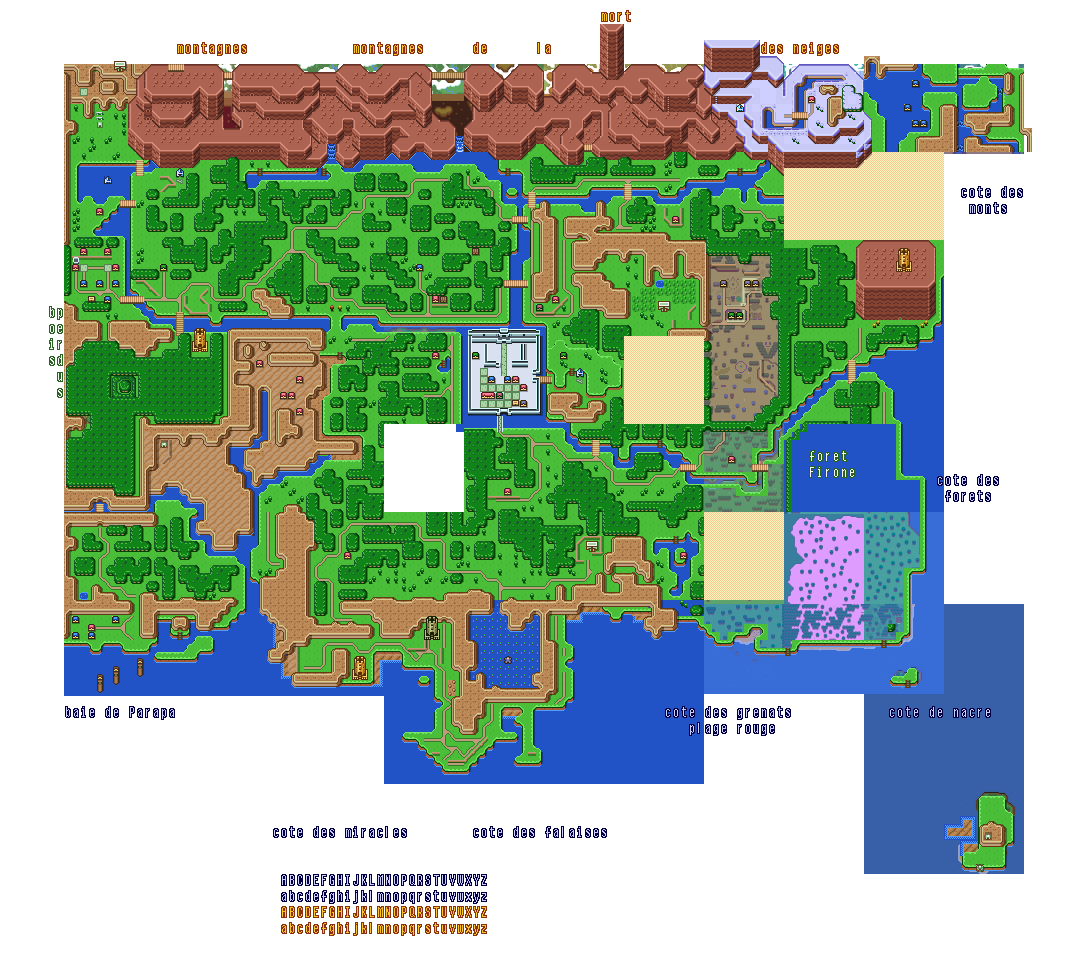 mort
montagnes montagnes de la des neiges
cote des
monts
bp
oe
ir
sd
u
s
foret
Firone
cote des
forets
baie de Parapa
cote des grenats
plage rouge
cote de nacre
cote des miracles
cote des falaises
ABCDEFGHIJKLMNOPQRSTUVWXYZ
abcdefghijklmnopqrstuvwxyz
ABCDEFGHIJKLMNOPQRSTUVWXYZ
abcdefghijklmnopqrstuvwxyz